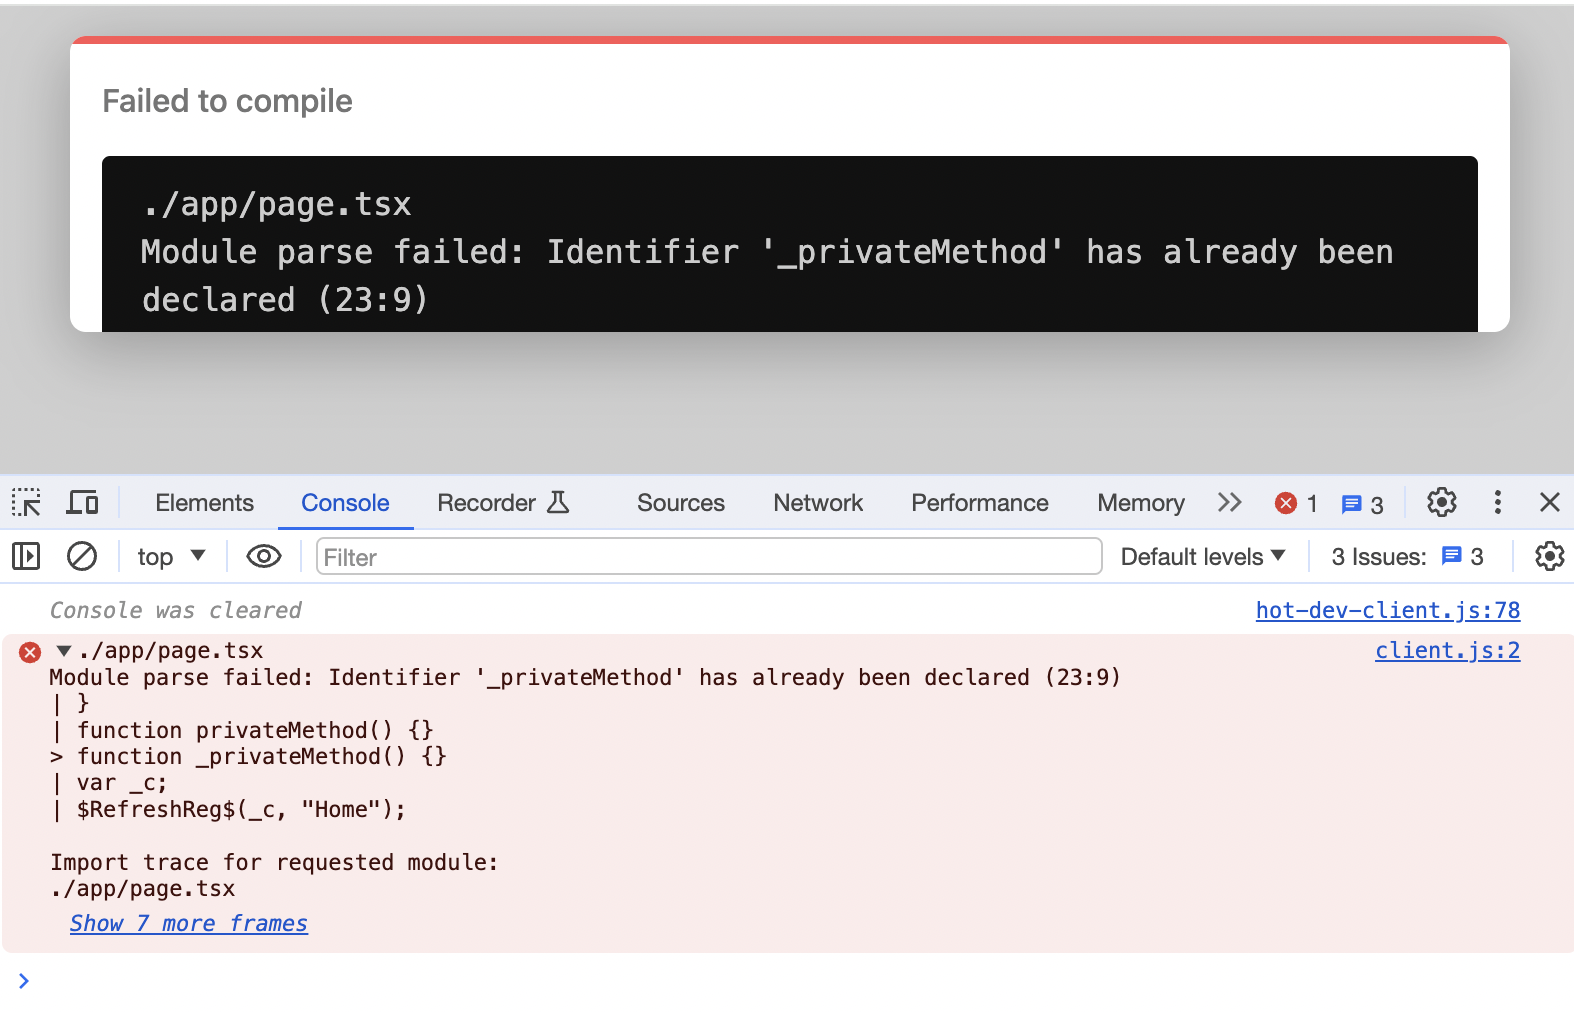 Failed to compile
./app/page.tsx
Module parse failed: Identifier '_privateMethod' has already been
declared (23:9)
Elements Console Recorder Sources Network Performance Memory 1 3
top Filter Default levels 3 Issues: 3
Console was cleared hot-dev-client.js:78
./app/page.tsx client.js:2
Module parse failed: Identifier '_privateMethod' has already been declared (23:9)
| }
| function privateMethod() {}
> function _privateMethod() {}
| var _c;
| $RefreshReg$(_c, "Home");
Import trace for requested module:
./app/page.tsx
Show 7 more frames